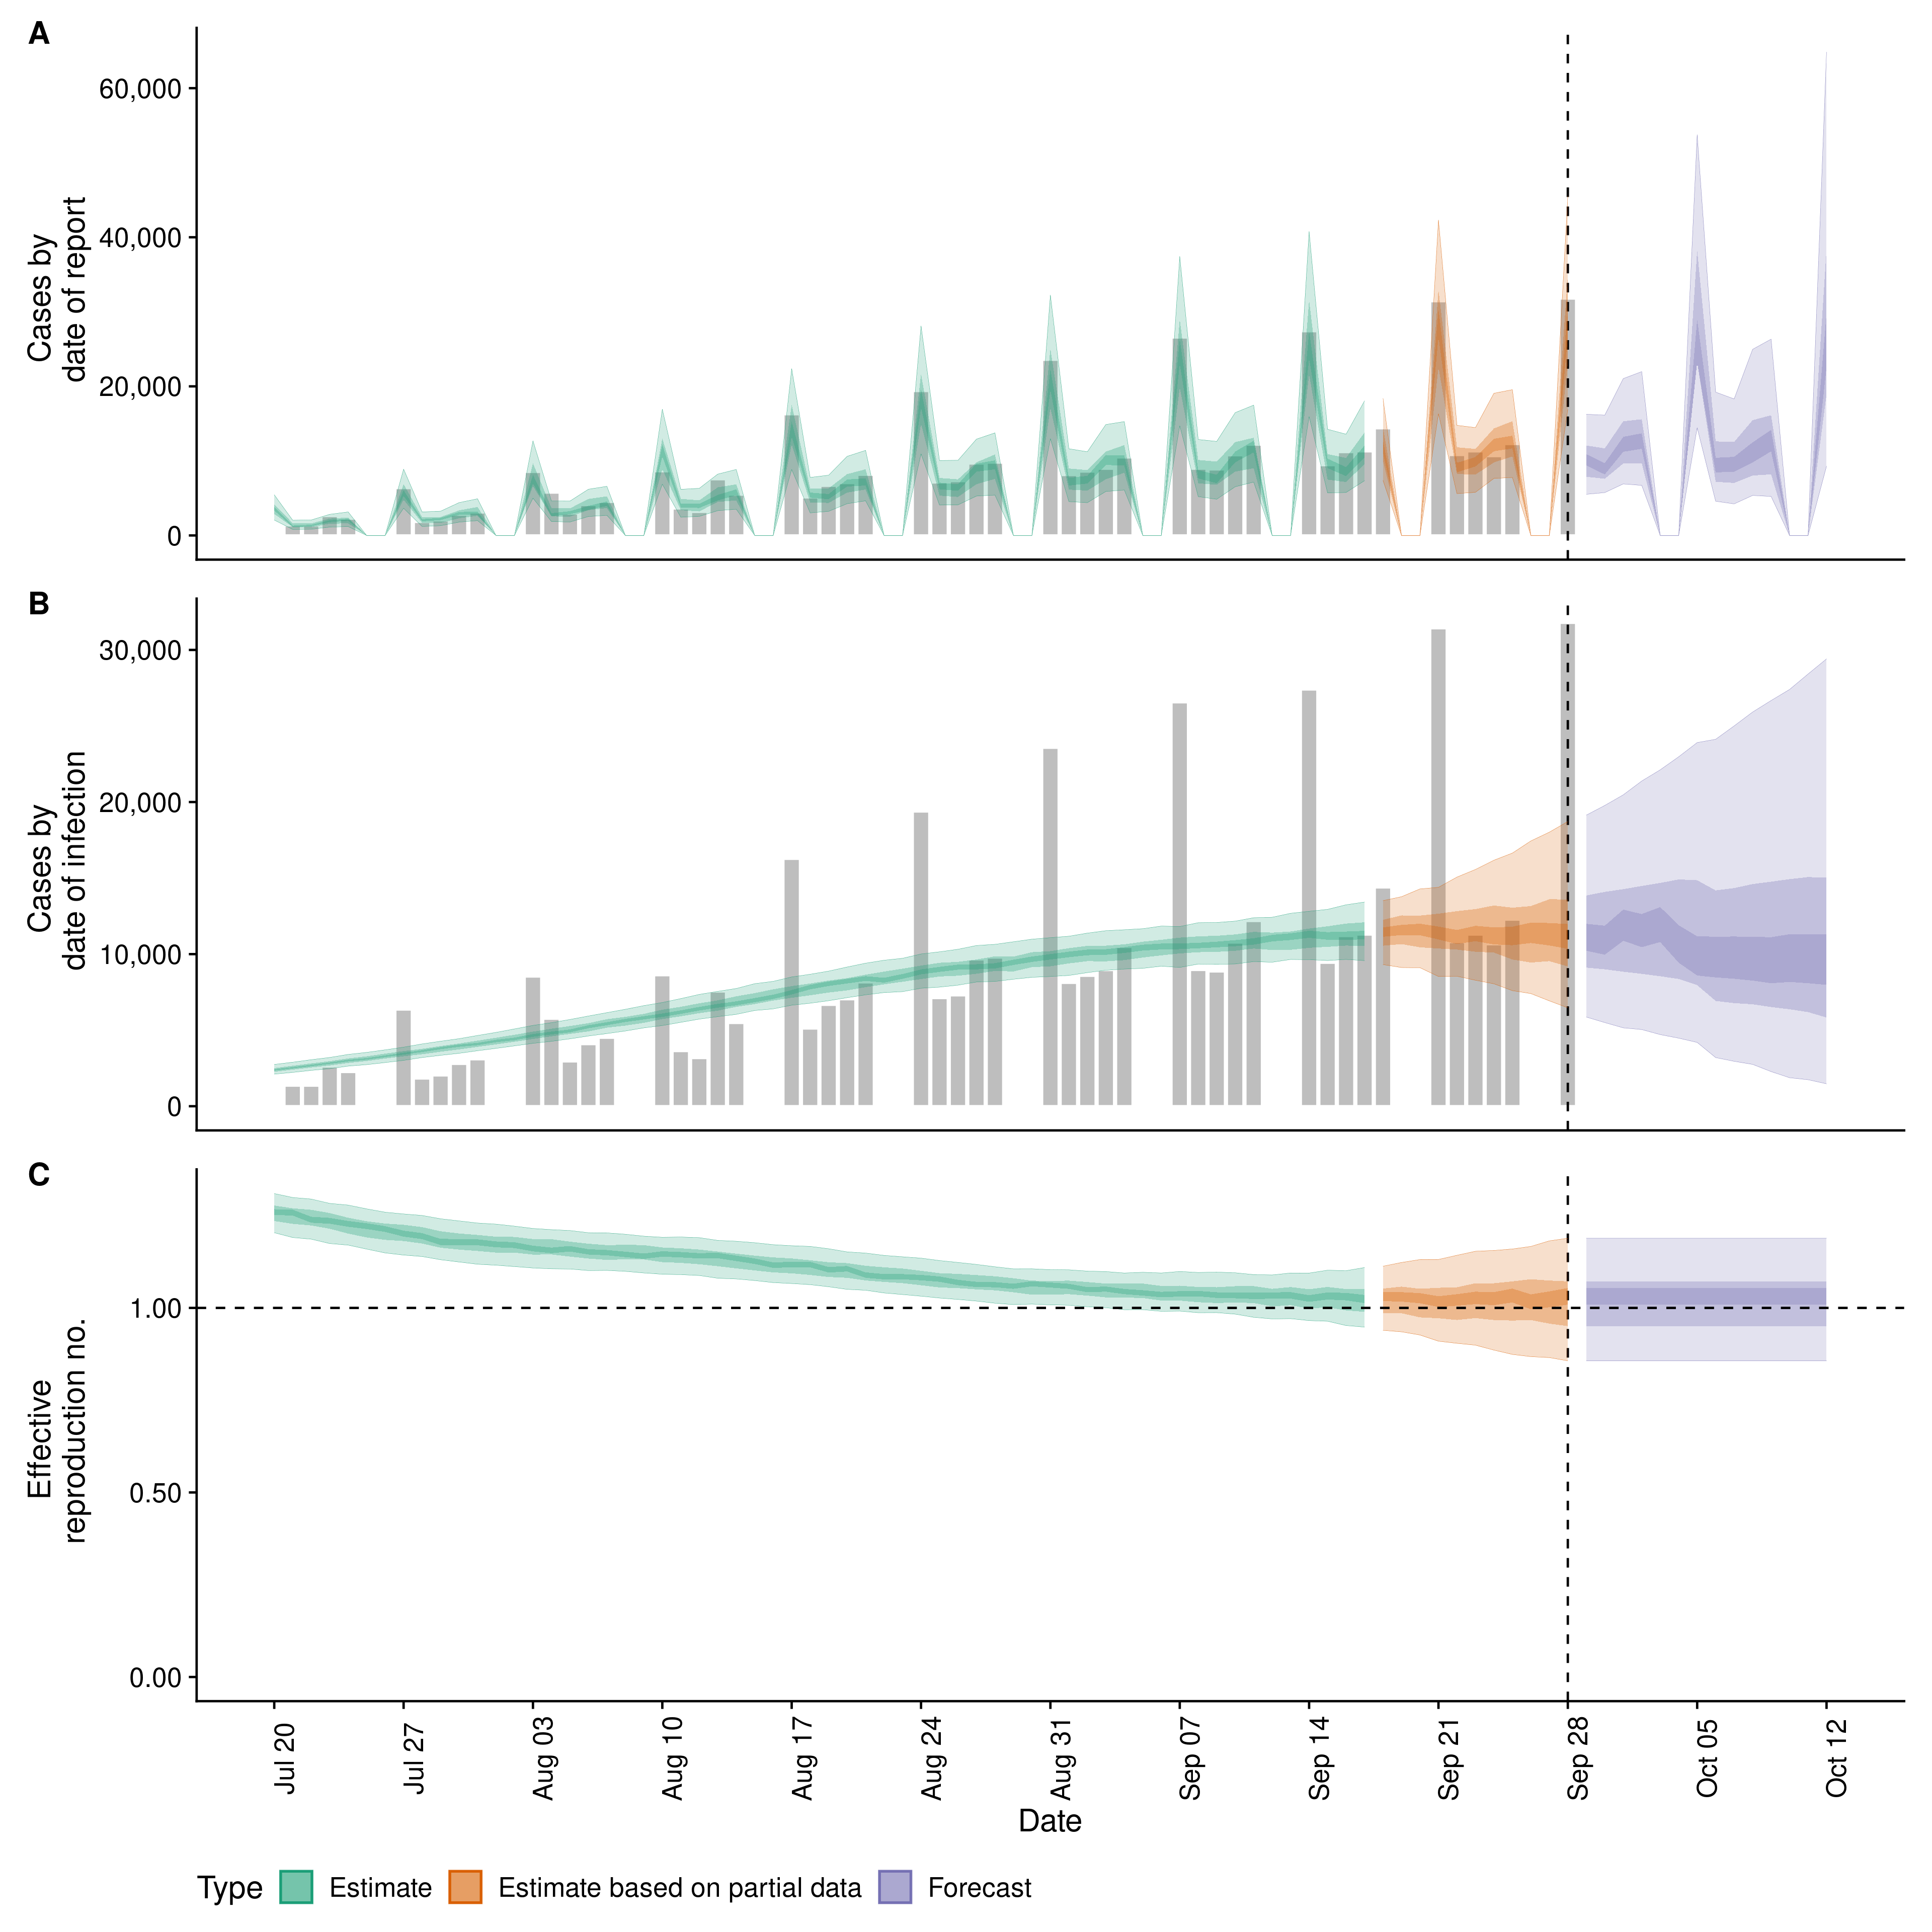 A
60,000
40,000
20,000
0
Cases by
date of report
B
30,000
20,000
10,000
0
Cases by
date of infection
C
1.00
0.50
0.00
Effective
reproduction no.
Jul 20
Jul 27
Aug 03
Aug 10
Aug 17
Aug 24
Aug 31
Sep 07
Sep 14
Sep 21
Sep 28
Oct 05
Oct 12
Date
Type Estimate Estimate based on partial data Forecast